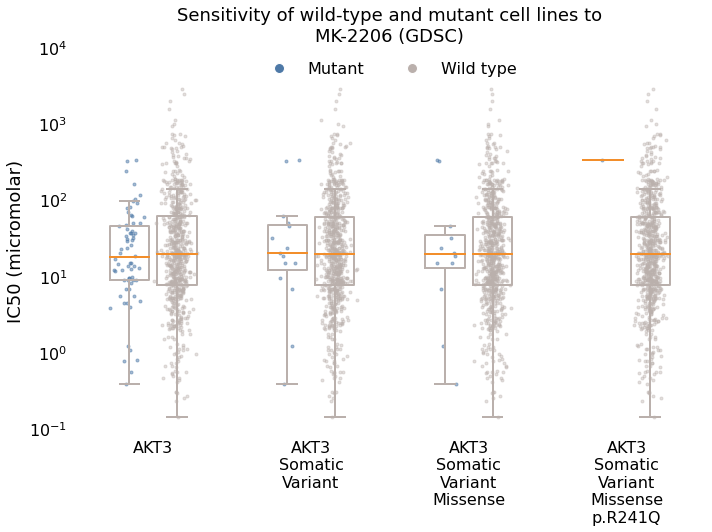 Sensitivity of wild-type and mutant cell lines to
MK-2206 (GDSC)
Mutant
Wild type
IC50 (micromolar)
10⁴
10³
10²
10¹
10⁰
10⁻¹
AKT3
AKT3
Somatic
Variant
AKT3
Somatic
Variant
Missense
AKT3
Somatic
Variant
Missense
p.R241Q